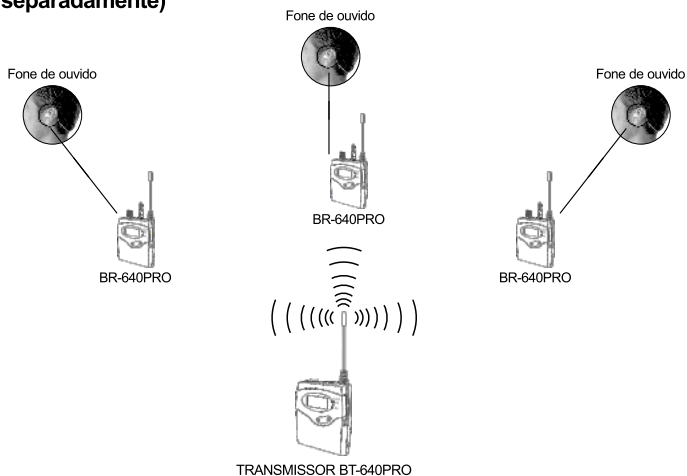 separadamente)
Fone de ouvido
Fone de ouvido
Fone de ouvido
BR-640PRO
BR-640PRO
BR-640PRO
TRANSMISSOR BT-640PRO